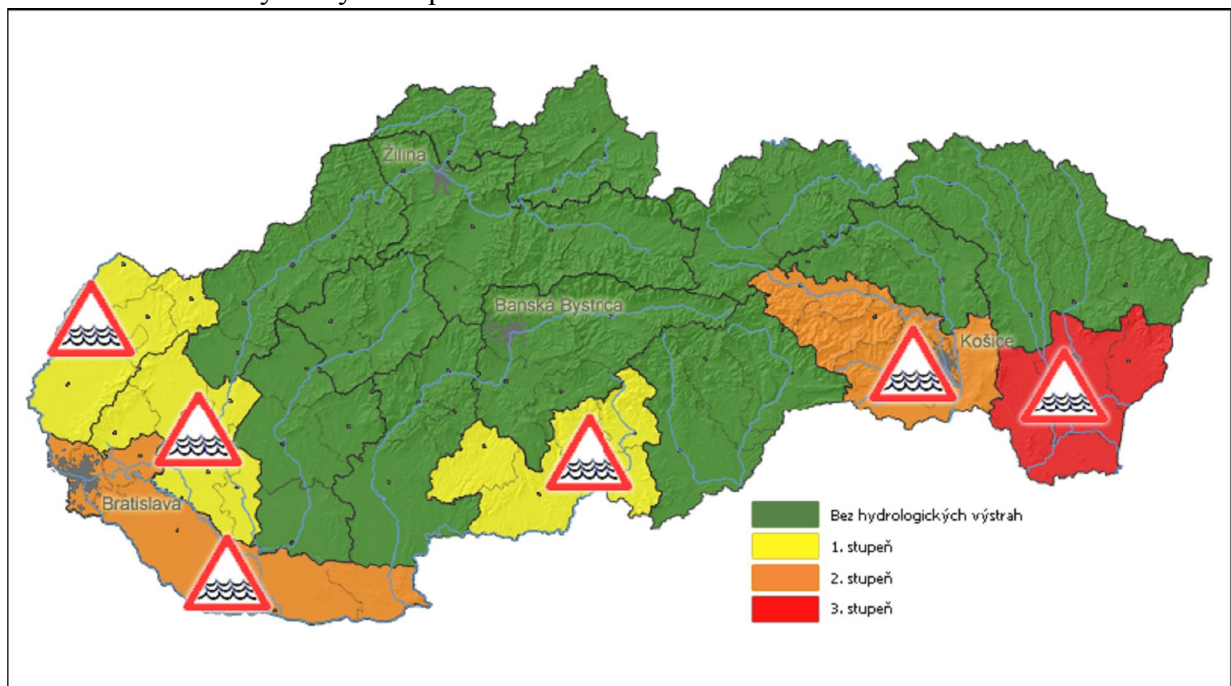 Žilina
Banská Bystrica
Košice
Bratislava
Bez hydrologických výstrah
1. stupeň
2. stupeň
3. stupeň